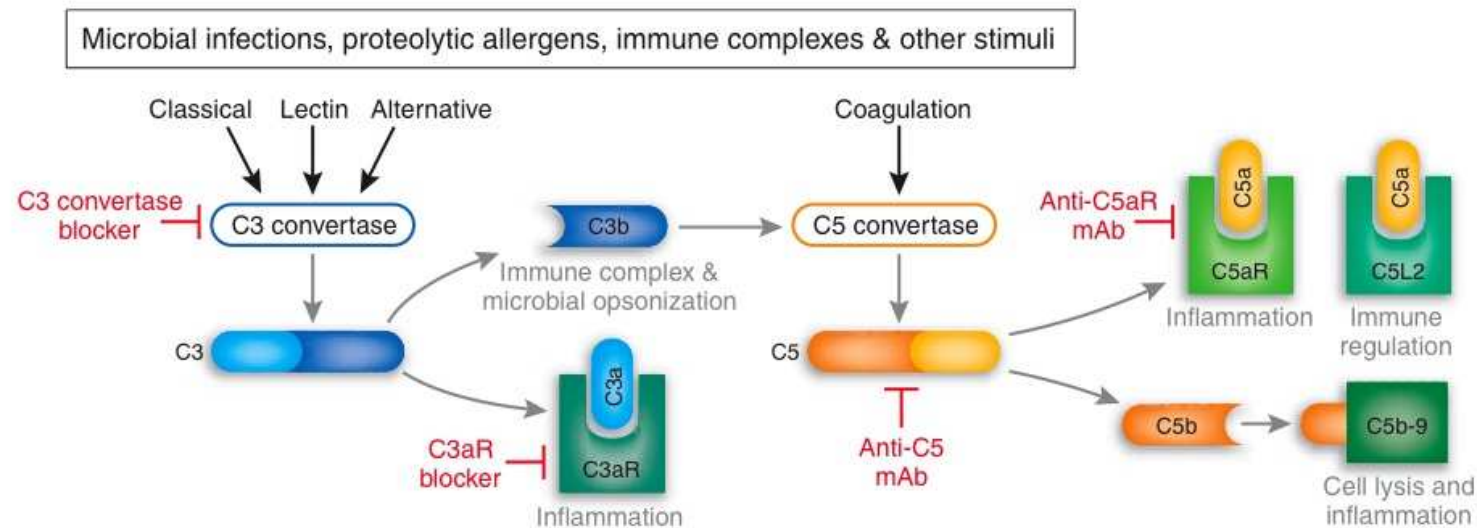 Microbial infections, proteolytic allergens, immune complexes & other stimuli
Classical
Lectin
Alternative
Coagulation
C3 convertase
blocker
C3 convertase
C3b
Immune complex &
microbial opsonization
C5 convertase
Anti-C5aR
mAb
C5a
C5aR
Inflammation
C5a
C5L2
Immune
regulation
C3
C3a
C3aR
Inflammation
C3aR
blocker
C5
Anti-C5
mAb
C5b
C5b-9
Cell lysis and
inflammation